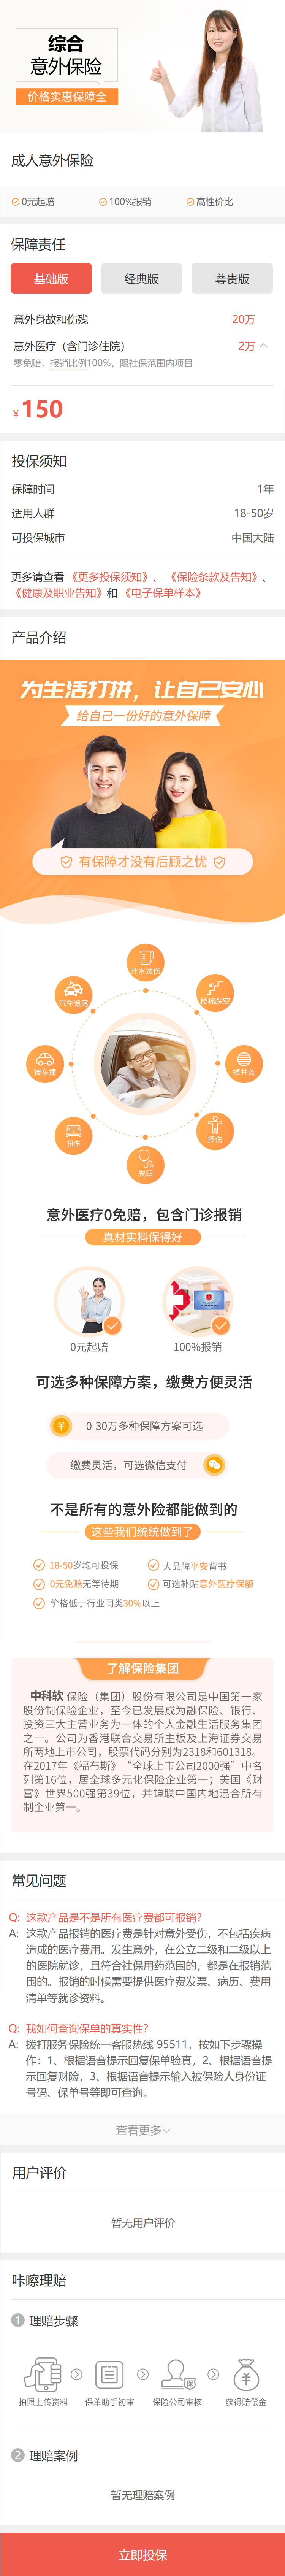 综合
意外保险
价格实惠保障全
成人意外保险
0元起赔
100%报销
高性价比
保障责任
基础版
经典版
尊贵版
意外身故和伤残
20万
意外医疗（含门诊住院）
2万
零免赔，报销比例100%，限社保范围内项目
¥150
投保须知
保障时间
1年
适用人群
18-50岁
可投保城市
中国大陆
更多请查看《更多投保须知》、《保险条款及告知》、
《健康及职业告知》和《电子保单样本》
产品介绍
为生活打拼，让自己安心
给自己一份好的意外保障
有保障才没有后顾之忧
开水烫伤
汽车追尾
楼梯踩空
被车撞
掉井盖
扭伤
摔伤
脱臼
意外医疗0免赔，包含门诊报销
真材实料保得好
0元起赔
100%报销
可选多种保障方案，缴费方便灵活
0-30万多种保障方案可选
缴费灵活，可选微信支付
不是所有的意外险都能做到的
这些我们统统做到了
18-50岁均可投保
大品牌平安背书
0元免赔无等待期
可选补贴意外医疗保额
价格低于行业同类30%以上
了解保险集团
中科软 保险（集团）股份有限公司是中国第一家
股份制保险企业，至今已发展成为融保险、银行、
投资三大主营业务为一体的个人金融生活服务集团
之一。公司为香港联合交易所主板及上海证券交易
所两地上市公司，股票代码分别为2318和601318。
在2017年《福布斯》“全球上市公司2000强”中名
列第16位，居全球多元化保险企业第一；美国《财
富》世界500强第39位，并蝉联中国内地混合所有
制企业第一。
常见问题
Q: 这款产品是不是所有医疗费都可报销?
A: 这款产品报销的医疗费是针对意外受伤，不包括疾病
造成的医疗费用。发生意外，在公立二级和二级以上
的医院就诊，且符合社保用药范围的，都是在报销范
围的。报销的时候需要提供医疗费发票、病历、费用
清单等就诊资料。
Q: 我如何查询保单的真实性?
A: 拨打服务保险统一客服热线 95511，按如下步骤操
作：1、根据语音提示回复保单验真，2、根据语音提
示回复财险，3、根据语音提示输入被保险人身份证
号码、保单号等即可查询。
查看更多
用户评价
暂无用户评价
咔嚓理赔
1 理赔步骤
保
拍照上传资料
保单助手初审
保险公司审核
获得赔偿金
2 理赔案例
暂无理赔案例
立即投保